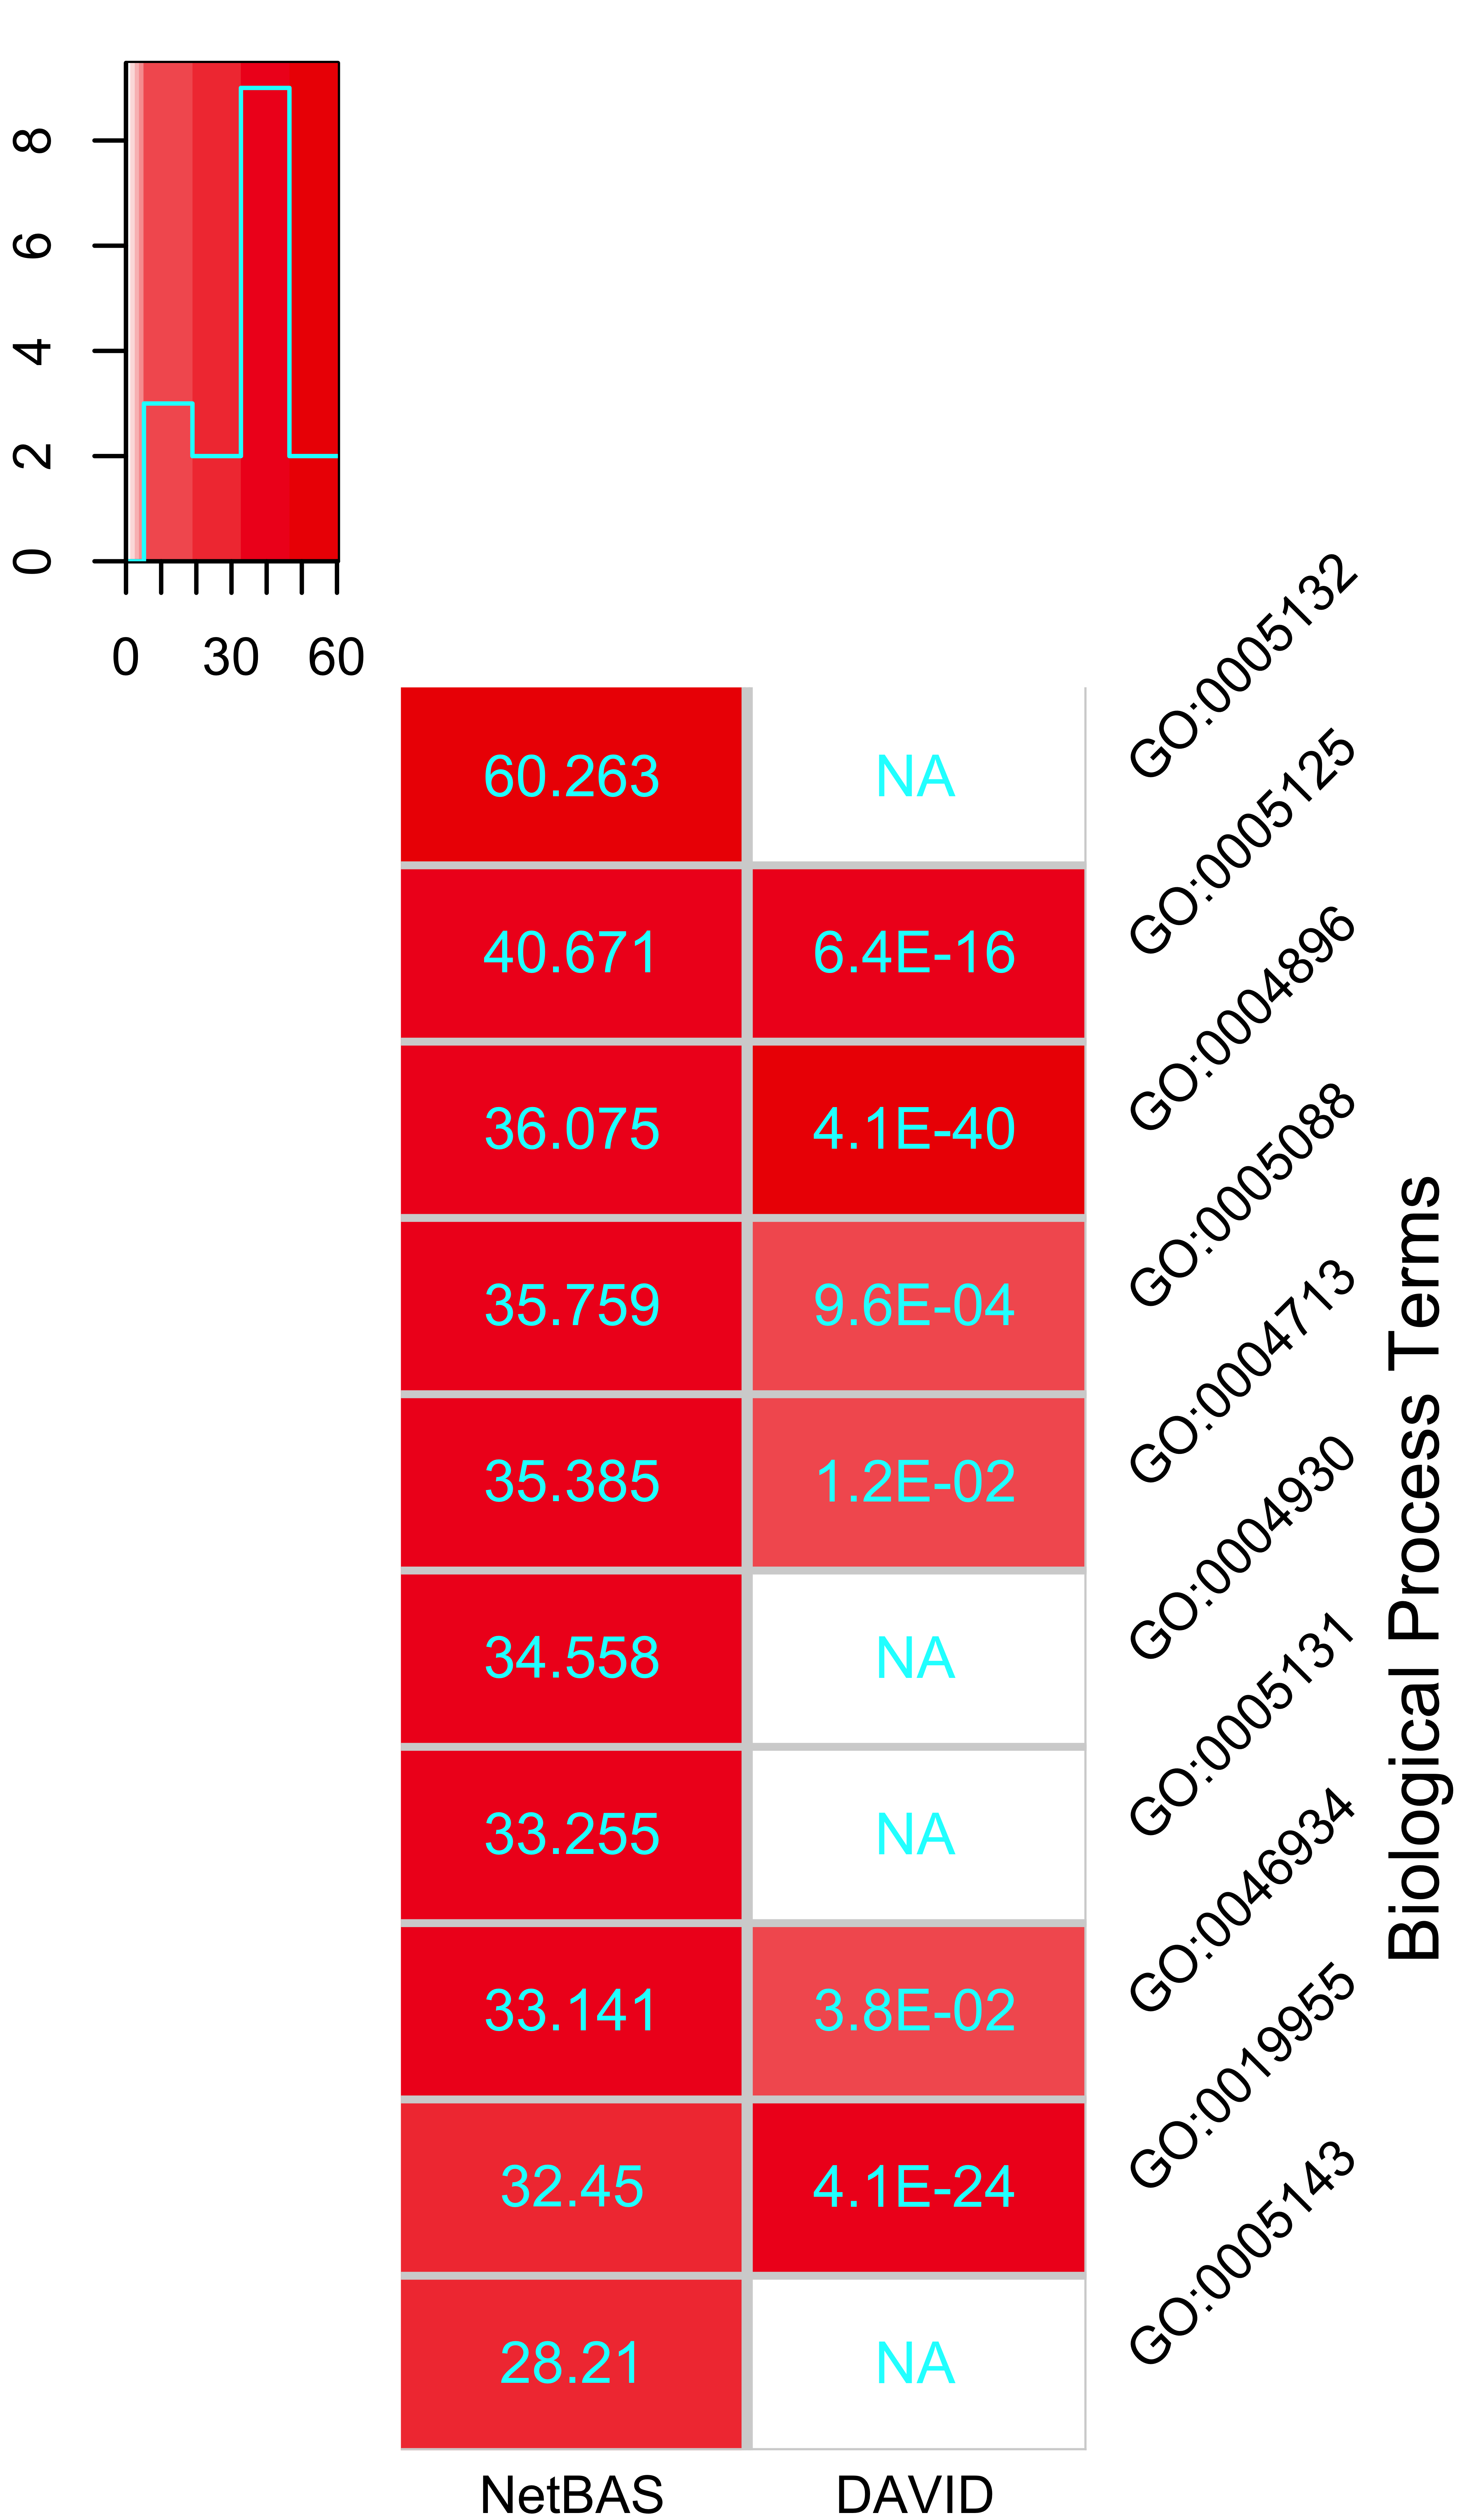 8
6
4
2
0
0 30 60
60.263 NA GO:0005132
40.671 6.4E-16 GO:0005125
36.075 4.1E-40 GO:0004896
35.759 9.6E-04 GO:0005088
35.385 1.2E-02 GO:0004713
34.558 NA GO:0004930
33.255 NA GO:0005131
33.141 3.8E-02 GO:0046934
32.45 4.1E-24 GO:0019955
28.21 NA GO:0005143
Biological Process Terms
NetBAS DAVID